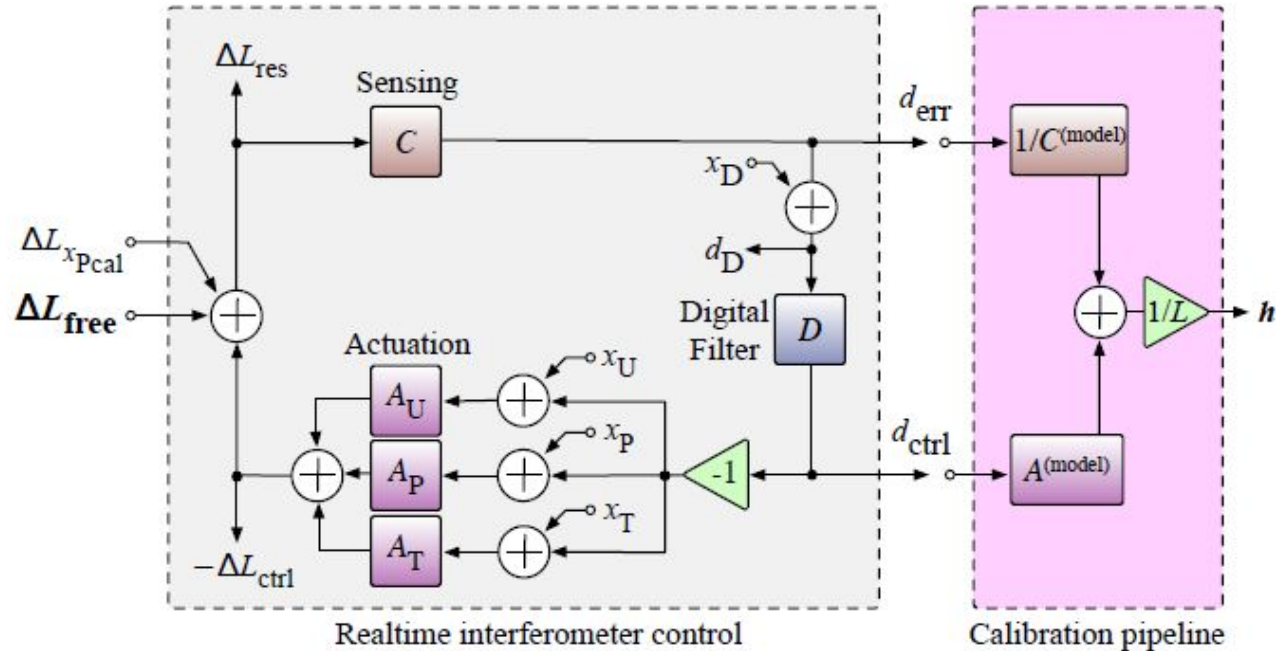 ΔL_res
Sensing
C
d_err
1/C^(model)
x_D
ΔL_x_Pcal
d_D
ΔL_free
Digital
Filter
D
1/L
h
Actuation
A_U
x_U
A_P
x_P
-1
d_ctrl
A^(model)
A_T
x_T
−ΔL_ctrl
Realtime interferometer control
Calibration pipeline